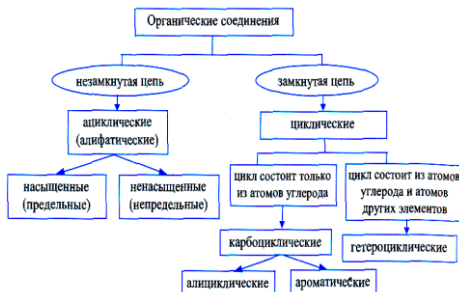 Органические соединения
незамкнутая цепь
замкнутая цепь
ациклические
(алифатические)
циклические
насыщенные
(предельные)
ненасыщенные
(непредельные)
цикл состоит только
из атомов углерода
цикл состоит из атомов
углерода и атомов
других элементов
карбоциклические
гетероциклические
алициклические
ароматические